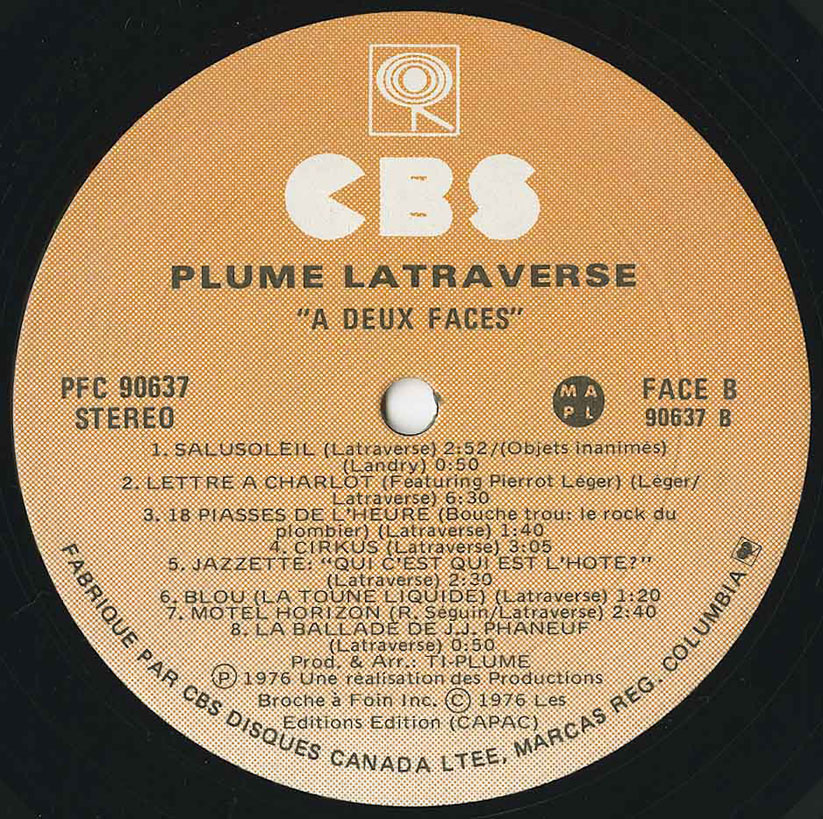 CBS
PLUME LATRAVERSE
"A DEUX FACES"
PFC 90637
STEREO
M A
P L
FACE B
90637 B
1. SALUSOLEIL (Latraverse) 2:52/(Objets inanimés)
(Landry) 0:50
2. LETTRE A CHARLOT (Featuring Pierrot Léger) (Léger/
Latraverse) 6:30
3. 18 PIASSES DE L'HEURE (Bouche trou: le rock du
plombier) (Latraverse) 1:40
4. CIRKUS (Latraverse) 3:05
5. JAZZETTE: "QUI C'EST QUI EST L'HOTE?"
(Latraverse) 2:30
6. BLOU (LA TOUNE LIQUIDE) (Latraverse) 1:20
7. MOTEL HORIZON (R. Séguin/Latraverse) 2:40
8. LA BALLADE DE J.J. PHANEUF
(Latraverse) 0:50
Prod. & Arr.: TI-PLUME
Ⓟ 1976 Une réalisation des Productions
Broche à Foin Inc. © 1976 Les
Editions Edition (CAPAC)
FABRIQUE PAR CBS DISQUES CANADA LTEE, MARCAS REG. COLUMBIA